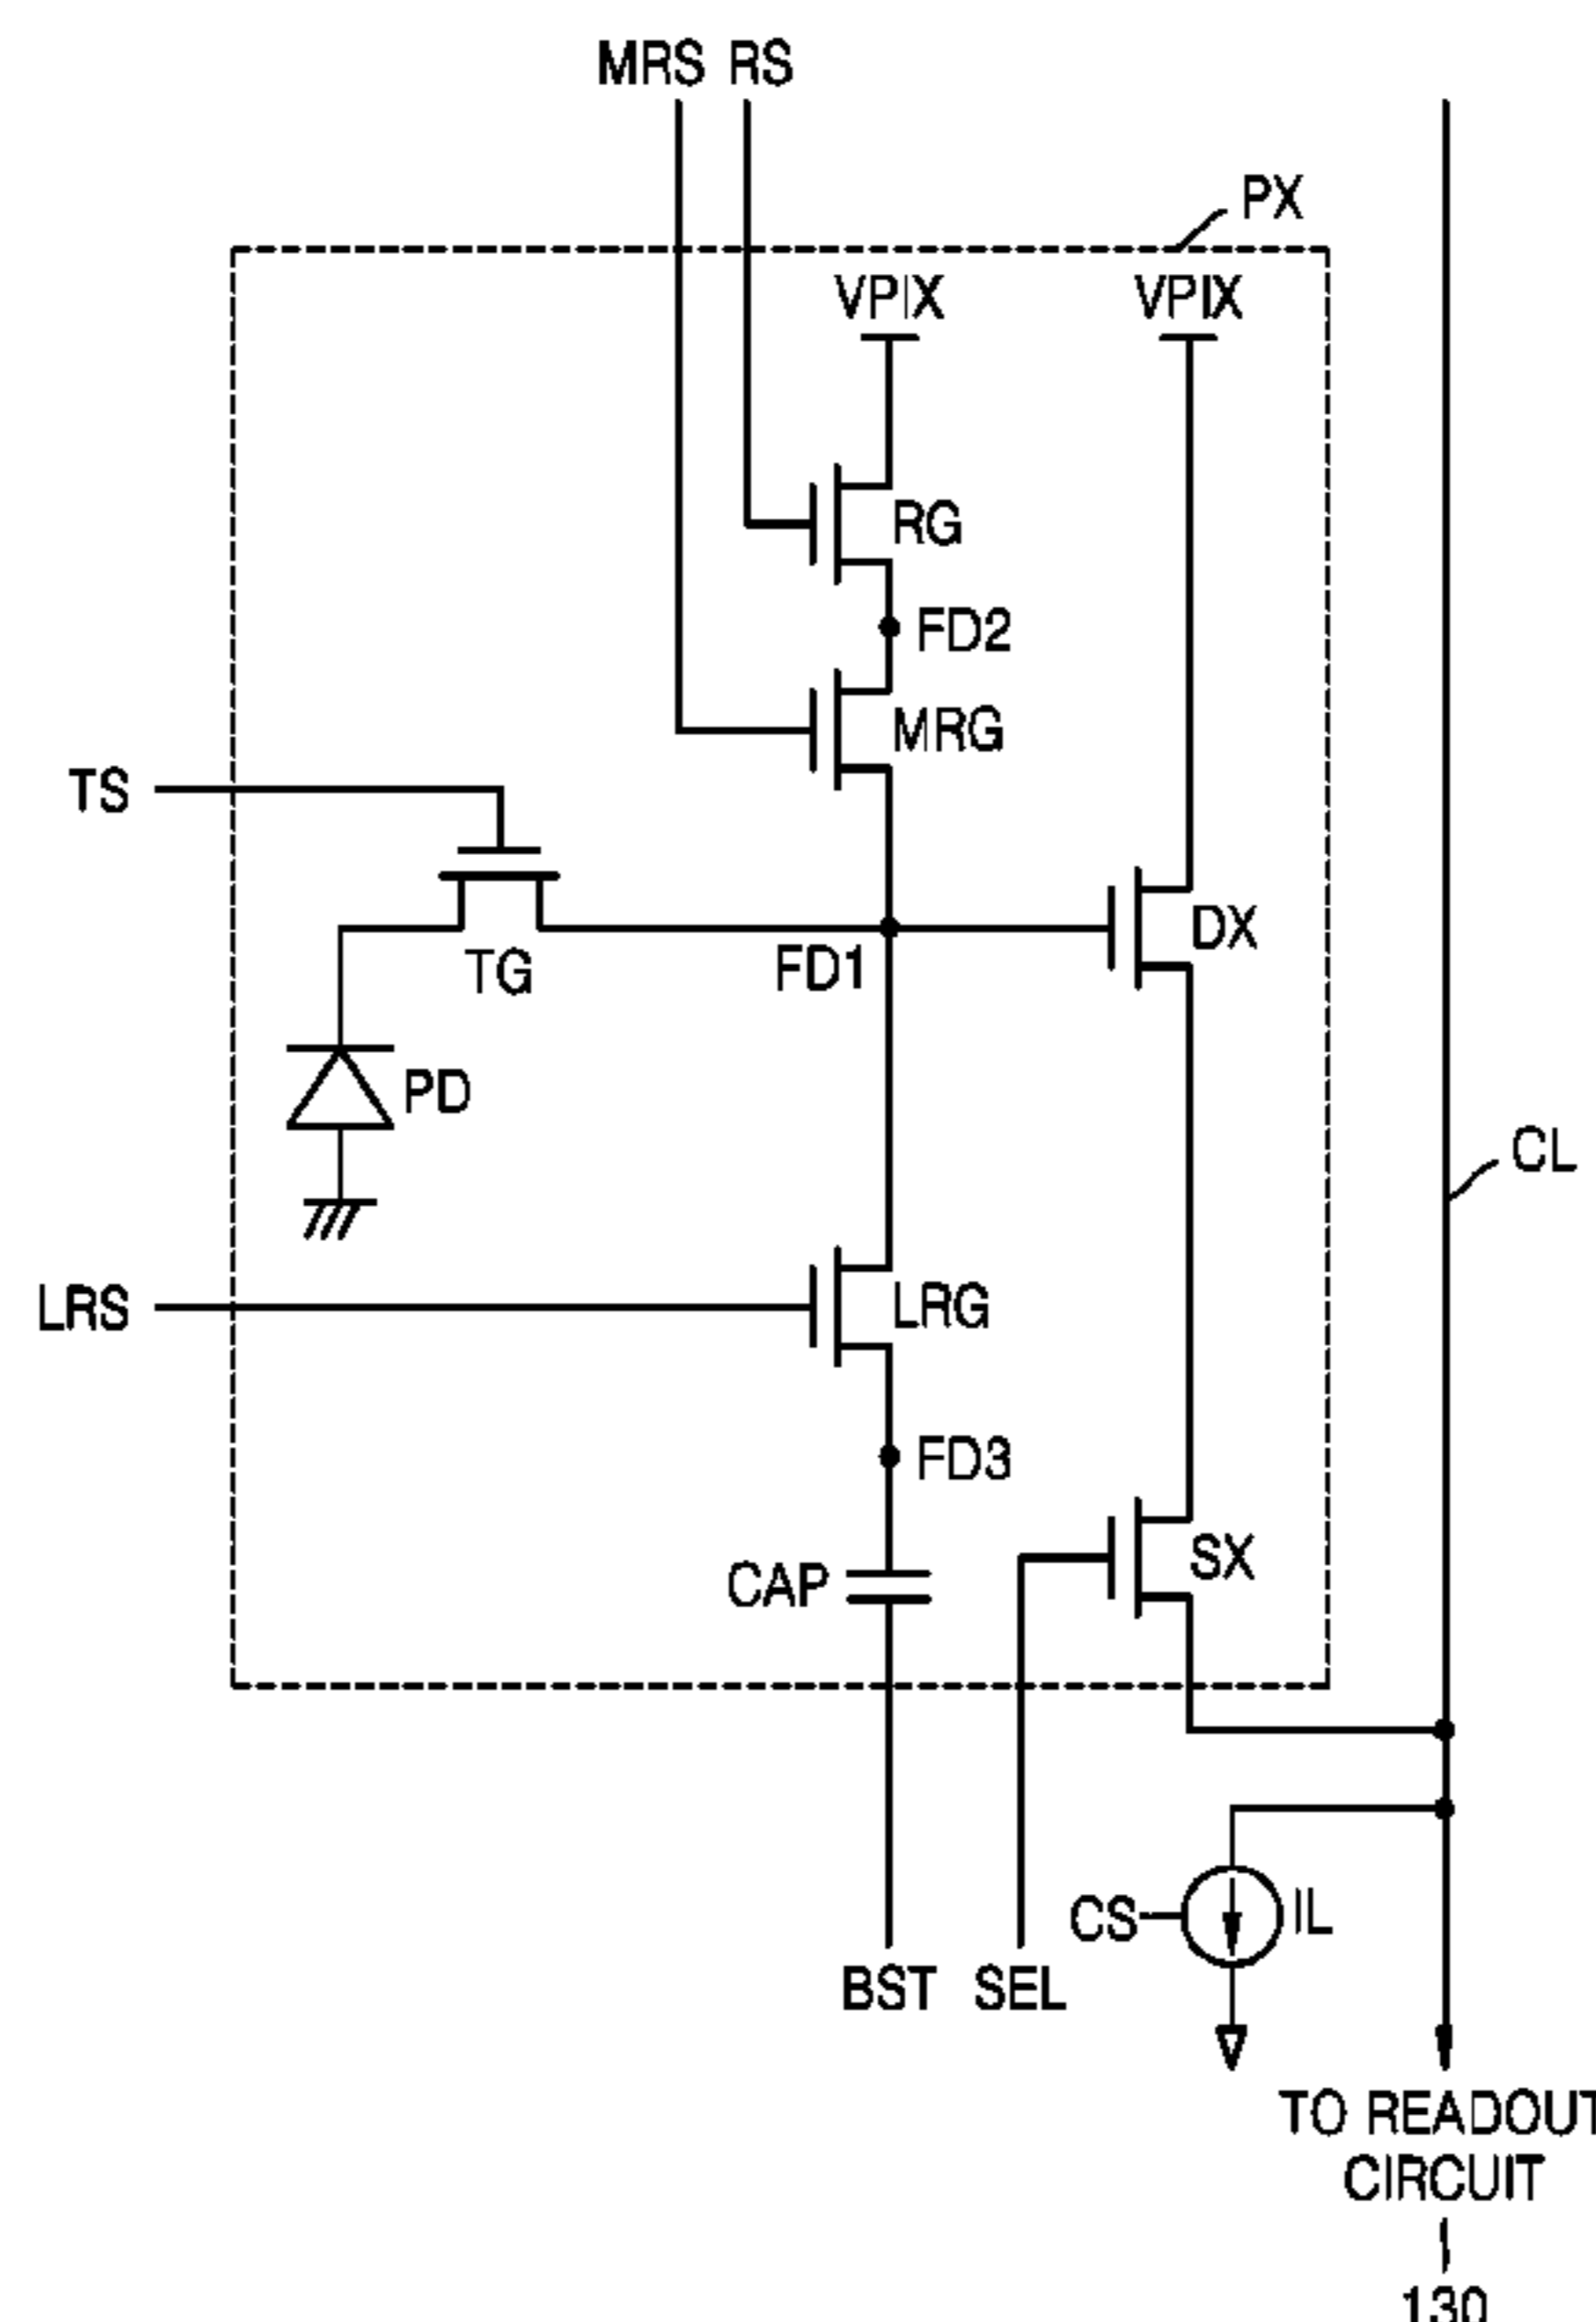 MRS RS
PX
VPIX VPIX
RG
FD2
MRG
TS
DX
TG FD1
PD
CL
LRS
LRG
FD3
CAP
SX
CS IL
BST SEL
TO READOUT
CIRCUIT
130